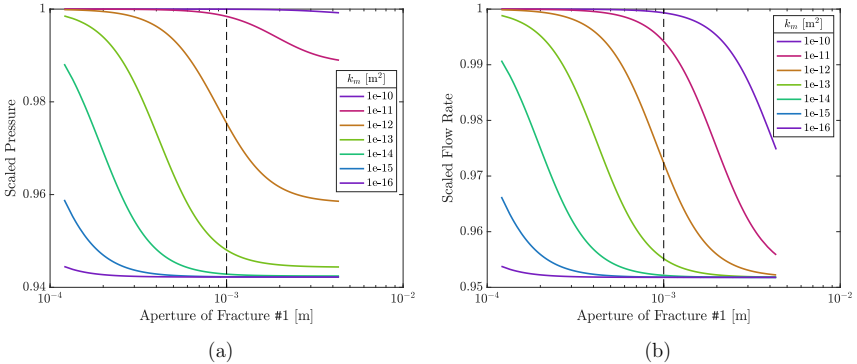 1
0.98
0.96
0.94
Scaled Pressure
k_m [m²]
1e-10
1e-11
1e-12
1e-13
1e-14
1e-15
1e-16
10⁻⁴
10⁻³
10⁻²
Aperture of Fracture #1 [m]
(a)
1
0.99
0.98
0.97
0.96
0.95
Scaled Flow Rate
k_m [m²]
1e-10
1e-11
1e-12
1e-13
1e-14
1e-15
1e-16
10⁻⁴
10⁻³
10⁻²
Aperture of Fracture #1 [m]
(b)